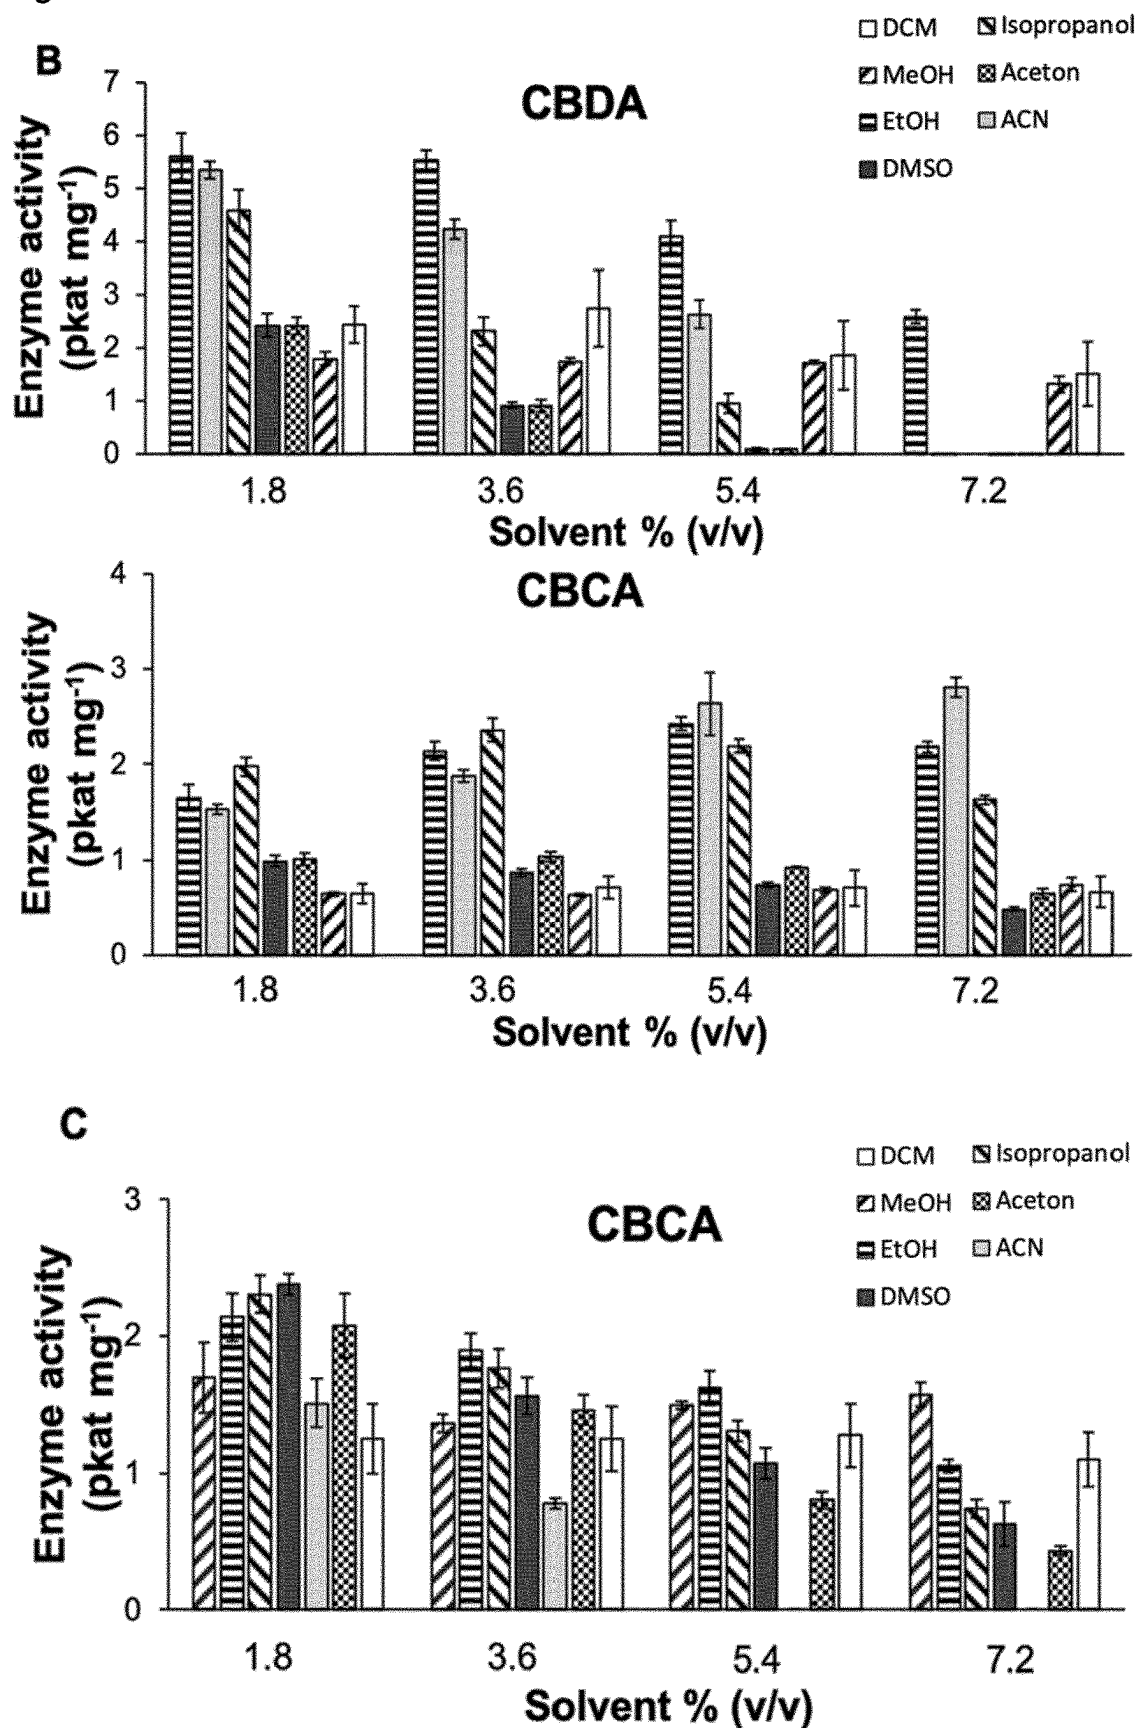 B
DCM Isopropanol
MeOH Aceton
EtOH ACN
DMSO
CBDA
Enzyme activity
(pkat mg-1)
7
6
5
4
3
2
1
0
1.8 3.6 5.4 7.2
Solvent % (v/v)
CBCA
Enzyme activity
(pkat mg-1)
4
3
2
1
0
1.8 3.6 5.4 7.2
Solvent % (v/v)
C
DCM Isopropanol
MeOH Aceton
EtOH ACN
DMSO
CBCA
Enzyme activity
(pkat mg-1)
3
2
1
0
1.8 3.6 5.4 7.2
Solvent % (v/v)